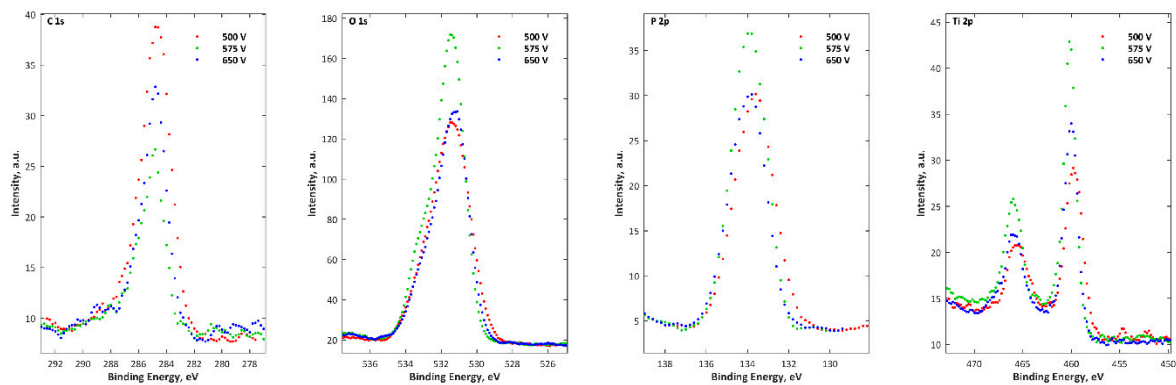 C 1s
500 V
575 V
650 V
40
35
30
25
20
15
10
Intensity, a.u.
292 290 288 286 284 282 280 278
Binding Energy, eV
O 1s
500 V
575 V
650 V
180
160
140
120
100
80
60
40
20
Intensity, a.u.
536 534 532 530 528 526
Binding Energy, eV
P 2p
500 V
575 V
650 V
35
30
25
20
15
10
5
Intensity, a.u.
138 136 134 132 130
Binding Energy, eV
Ti 2p
500 V
575 V
650 V
45
40
35
30
25
20
15
10
Intensity, a.u.
470 465 460 455 450
Binding Energy, eV